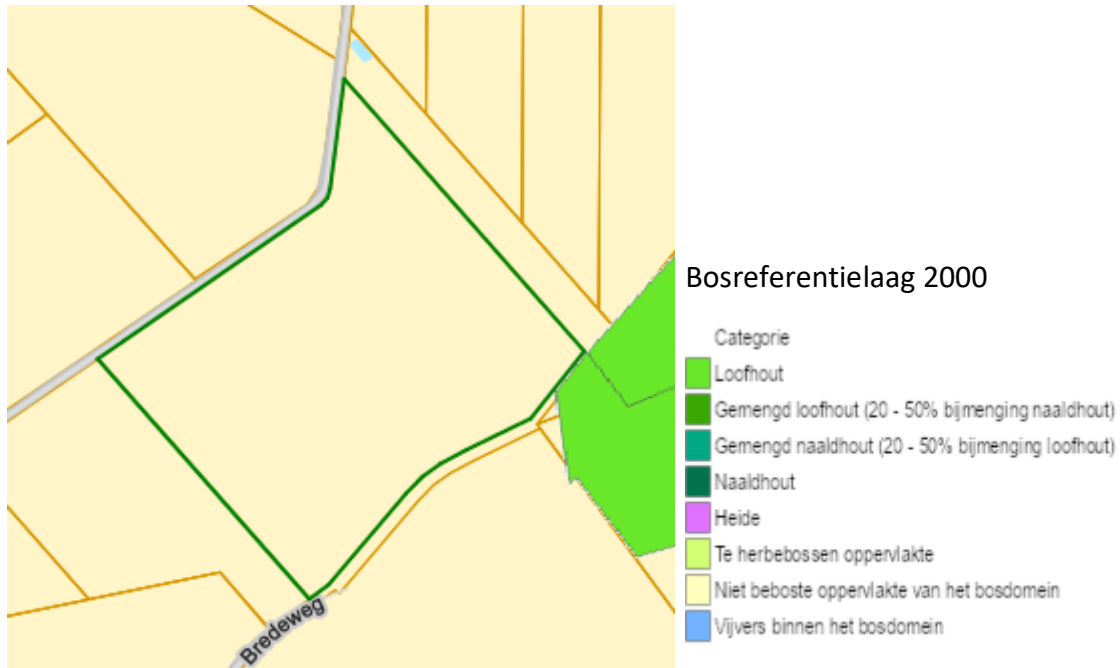 Bredeweg
Bosreferentielaag 2000
Categorie
Loofhout
Gemengd loofhout (20 - 50% bijmenging naaldhout)
Gemengd naaldhout (20 - 50% bijmenging loofhout)
Naaldhout
Heide
Te herbebossen oppervlakte
Niet beboste oppervlakte van het bosdomein
Vijvers binnen het bosdomein